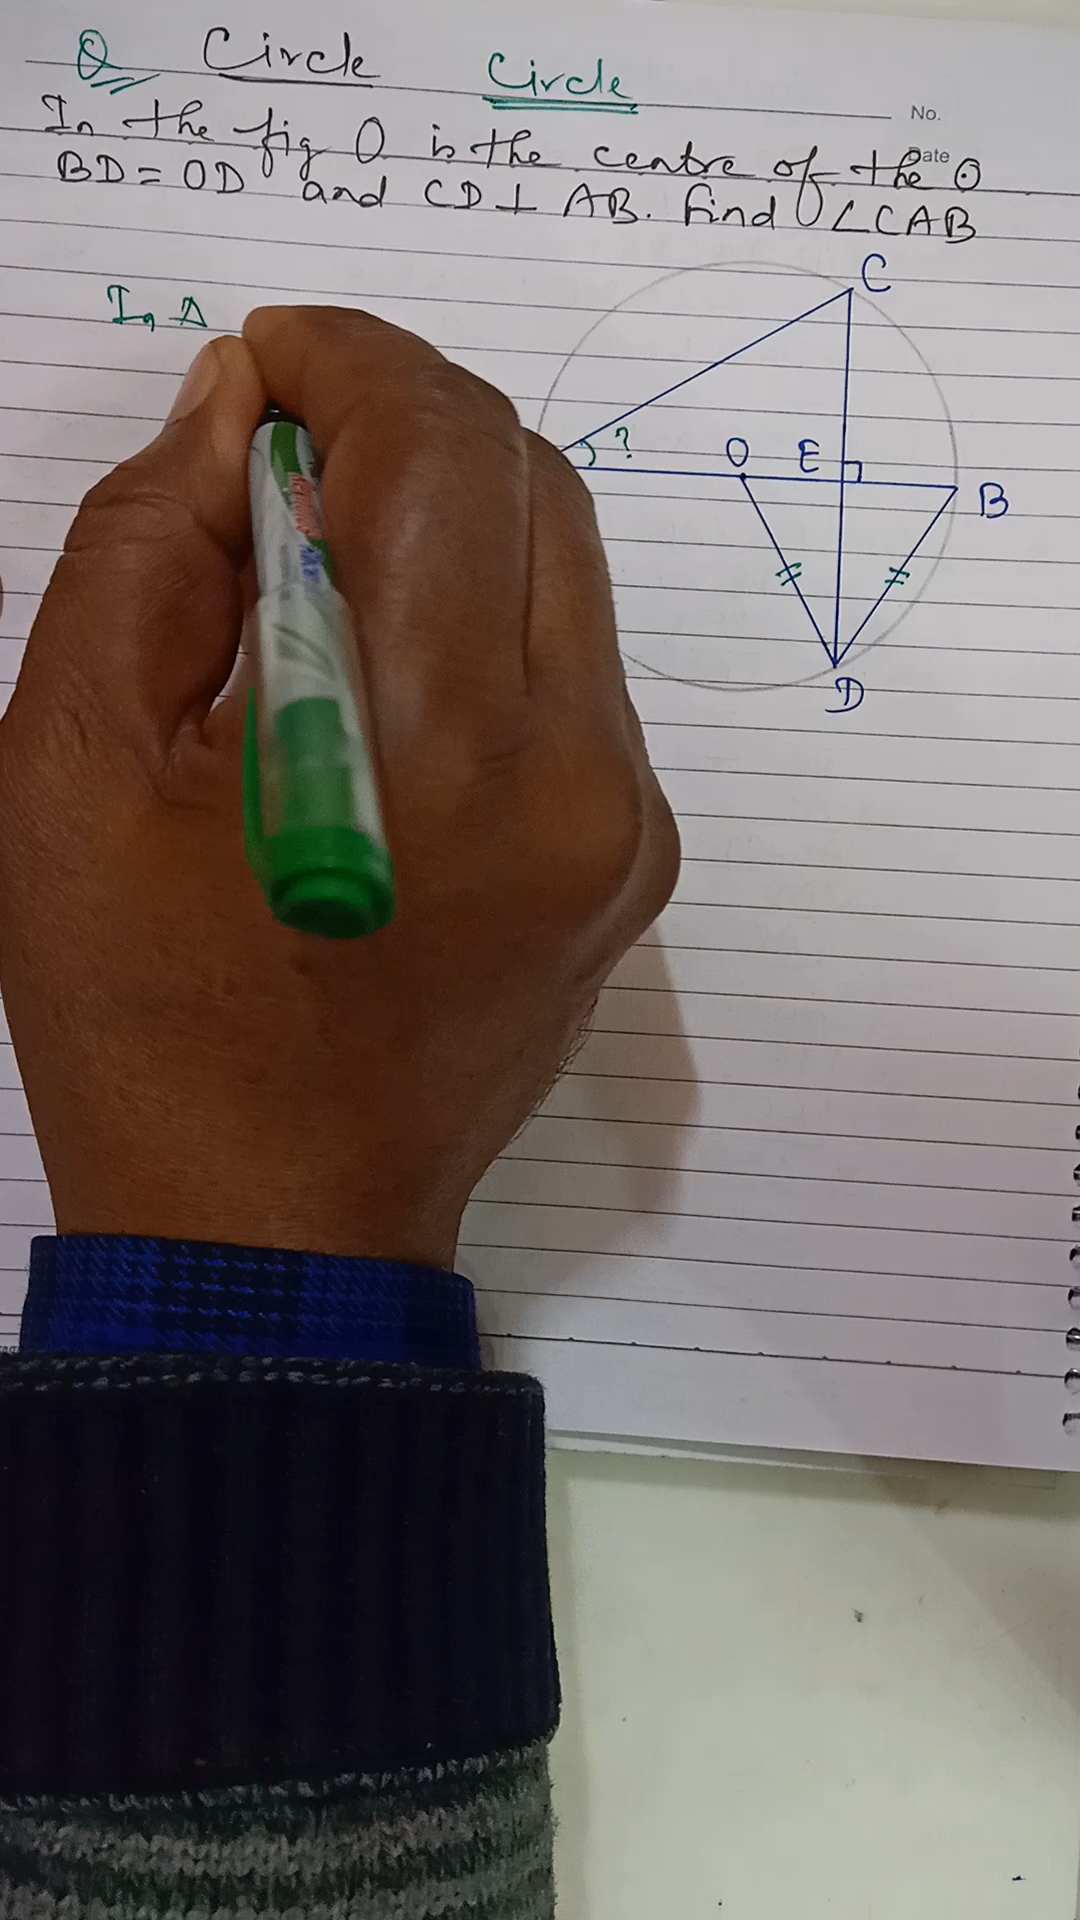 Q Circle Circle
No.
Date
In the fig O is the centre of the ⊙
BD = OD and CD ⊥ AB. Find ∠CAB
In Δ
C
?
O E
B
D